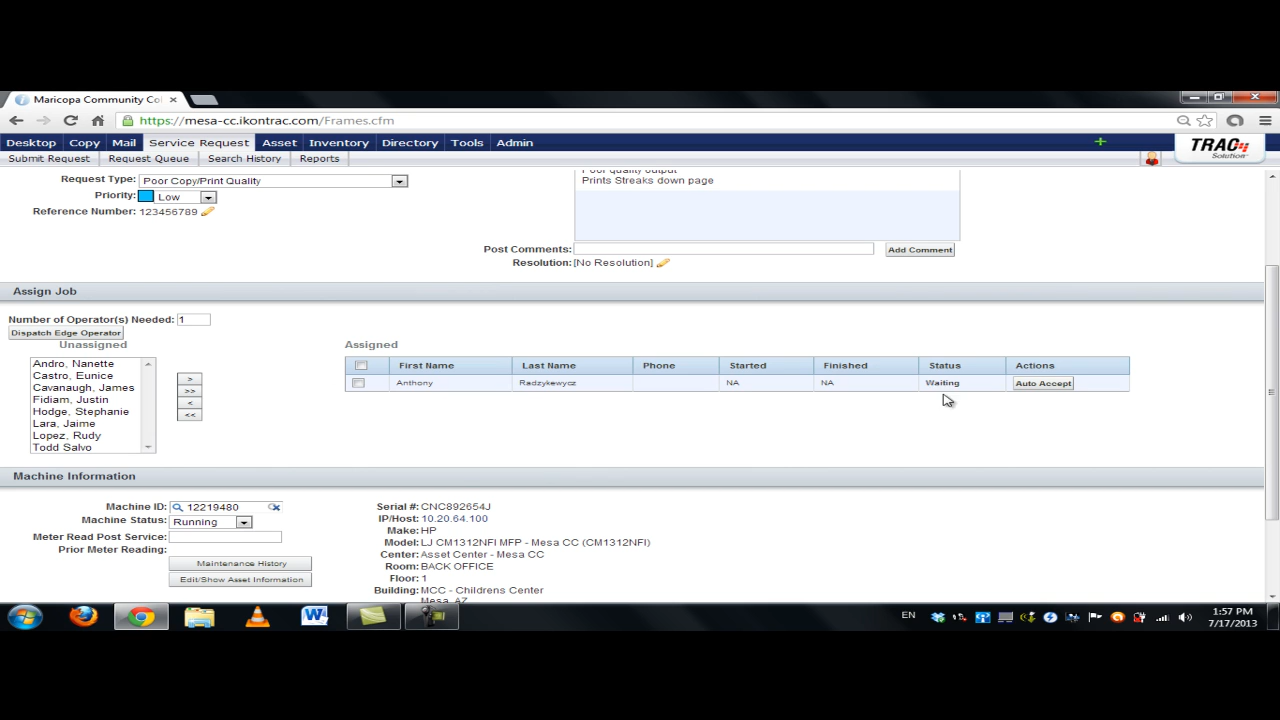 Maricopa Community Co
https://mesa-cc.ikontrac.com/Frames.cfm
Desktop Copy Mail Service Request Asset Inventory Directory Tools Admin
TRAC
Solution
Submit Request Request Queue Search History Reports
Poor quality output
Request Type: Poor Copy/Print Quality
Prints Streaks down page
Priority: Low
Reference Number: 123456789
Post Comments: Add Comment
Resolution: [No Resolution]
Assign Job
Number of Operator(s) Needed: 1
Dispatch Edge Operator
Unassigned
Assigned
Andro, Nanette
Castro, Eunice
Cavanaugh, James
Fidiam, Justin
Hodge, Stephanie
Lara, Jaime
Lopez, Rudy
Todd Salvo
>
>>
<
<<
First Name Last Name Phone Started Finished Status Actions
Anthony Radzykewycz NA NA Waiting Auto Accept
Machine Information
Machine ID: 12219480
Machine Status: Running
Meter Read Post Service:
Prior Meter Reading:
Maintenance History
Edit/Show Asset Information
Serial #: CNC892654J
IP/Host: 10.20.64.100
Make: HP
Model: LJ CM1312NFI MFP - Mesa CC (CM1312NFI)
Center: Asset Center - Mesa CC
Room: BACK OFFICE
Floor: 1
Building: MCC - Childrens Center
Mesa, AZ
EN
1:57 PM
7/17/2013